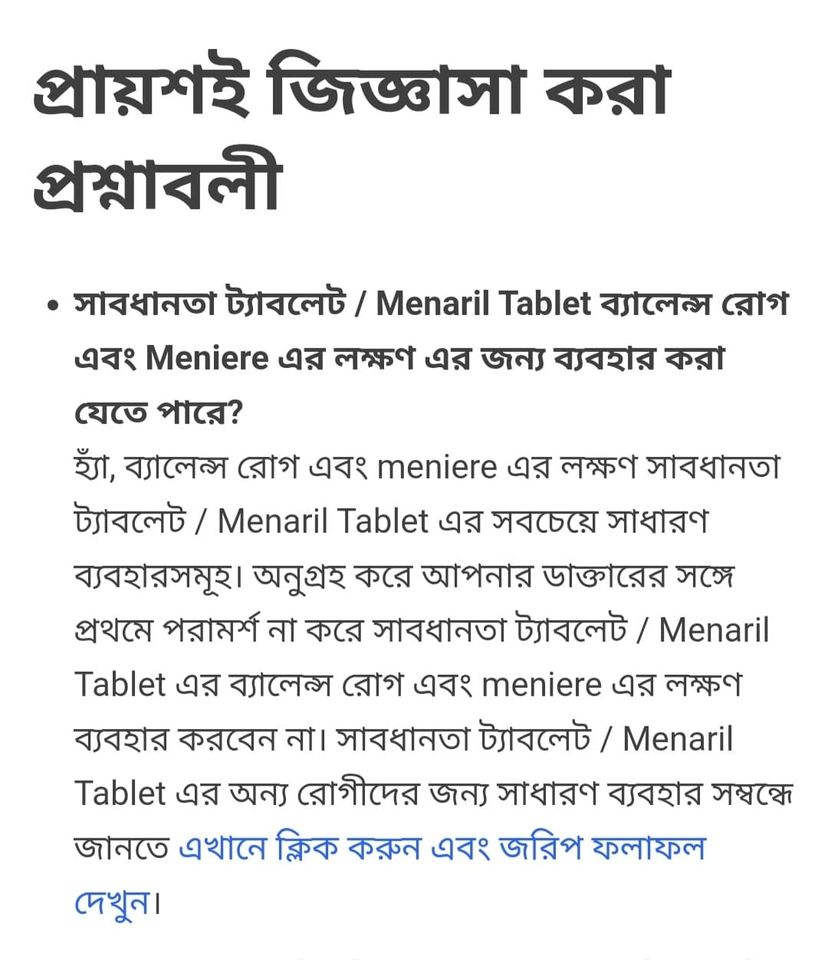 প্রায়শই জিজ্ঞাসা করা
প্রশ্নাবলী
• সাবধানতা ট্যাবলেট / Menaril Tablet ব্যালেন্স রোগ
এবং Meniere এর লক্ষণ এর জন্য ব্যবহার করা
যেতে পারে?
হ্যাঁ, ব্যালেন্স রোগ এবং meniere এর লক্ষণ সাবধানতা
ট্যাবলেট / Menaril Tablet এর সবচেয়ে সাধারণ
ব্যবহারসমূহ। অনুগ্রহ করে আপনার ডাক্তারের সঙ্গে
প্রথমে পরামর্শ না করে সাবধানতা ট্যাবলেট / Menaril
Tablet এর ব্যালেন্স রোগ এবং meniere এর লক্ষণ
ব্যবহার করবেন না। সাবধানতা ট্যাবলেট / Menaril
Tablet এর অন্য রোগীদের জন্য সাধারণ ব্যবহার সম্বন্ধে
জানতে এখানে ক্লিক করুন এবং জরিপ ফলাফল
দেখুন।